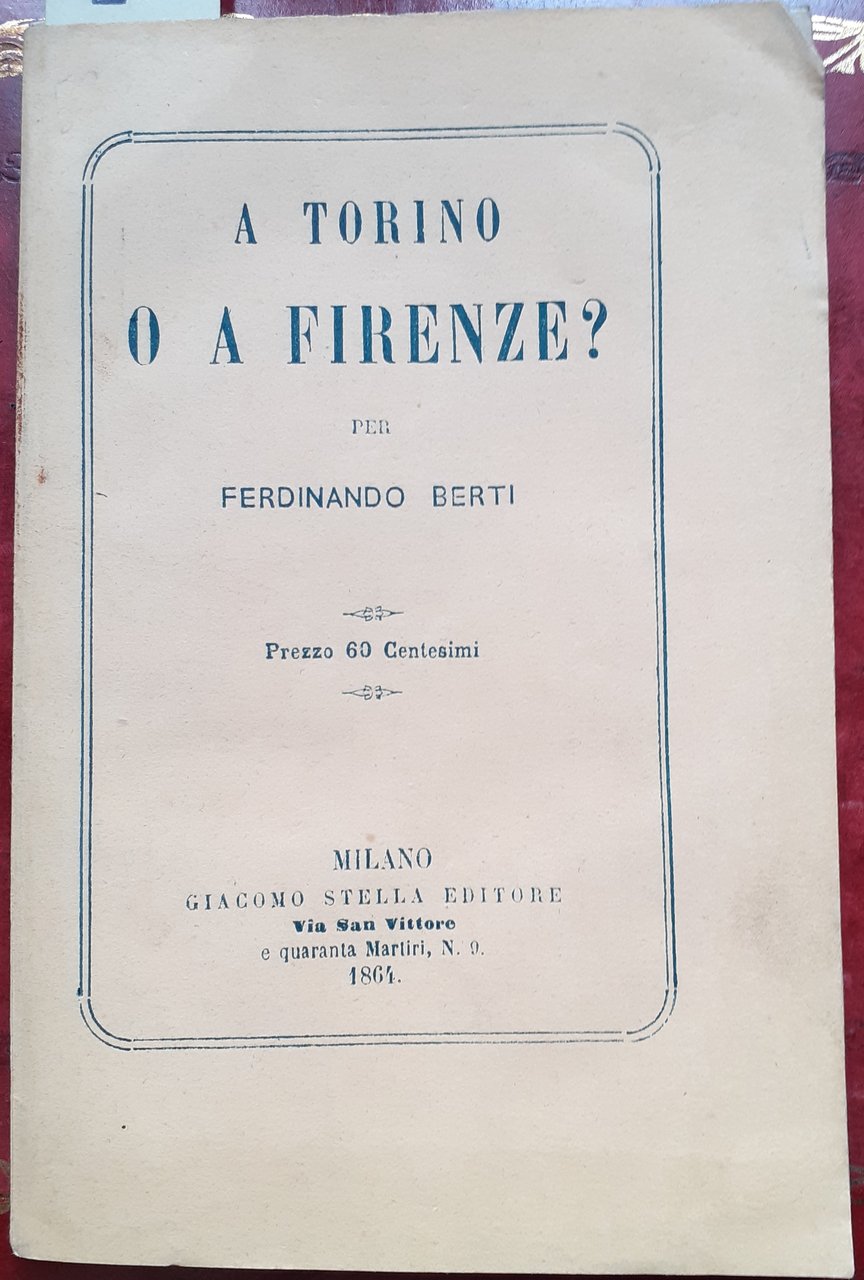 A TORINO
O A FIRENZE?
PER
FERDINANDO BERTI
Prezzo 60 Centesimi
MILANO
GIACOMO STELLA EDITORE
Via San Vittore
e quaranta Martiri, N. 9.
1864.